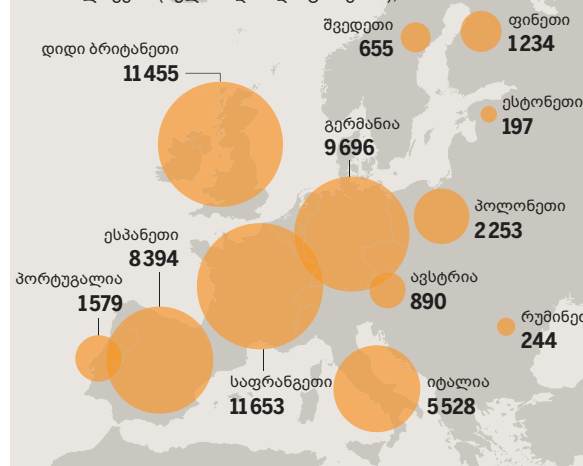 შვედეთი
655
ფინეთი
1234
დიდი ბრიტანეთი
11455
ესტონეთი
197
გერმანია
9696
პოლონეთი
2253
ესპანეთი
8394
პორტუგალია
1579
ავსტრია
890
244
საფრანგეთი
11653
იტალია
5528